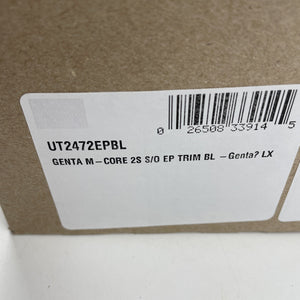 0 26508 33914 5
UT2472EPBL
GENTA M-CORE 2S S/O EP TRIM BL -Genta? LX